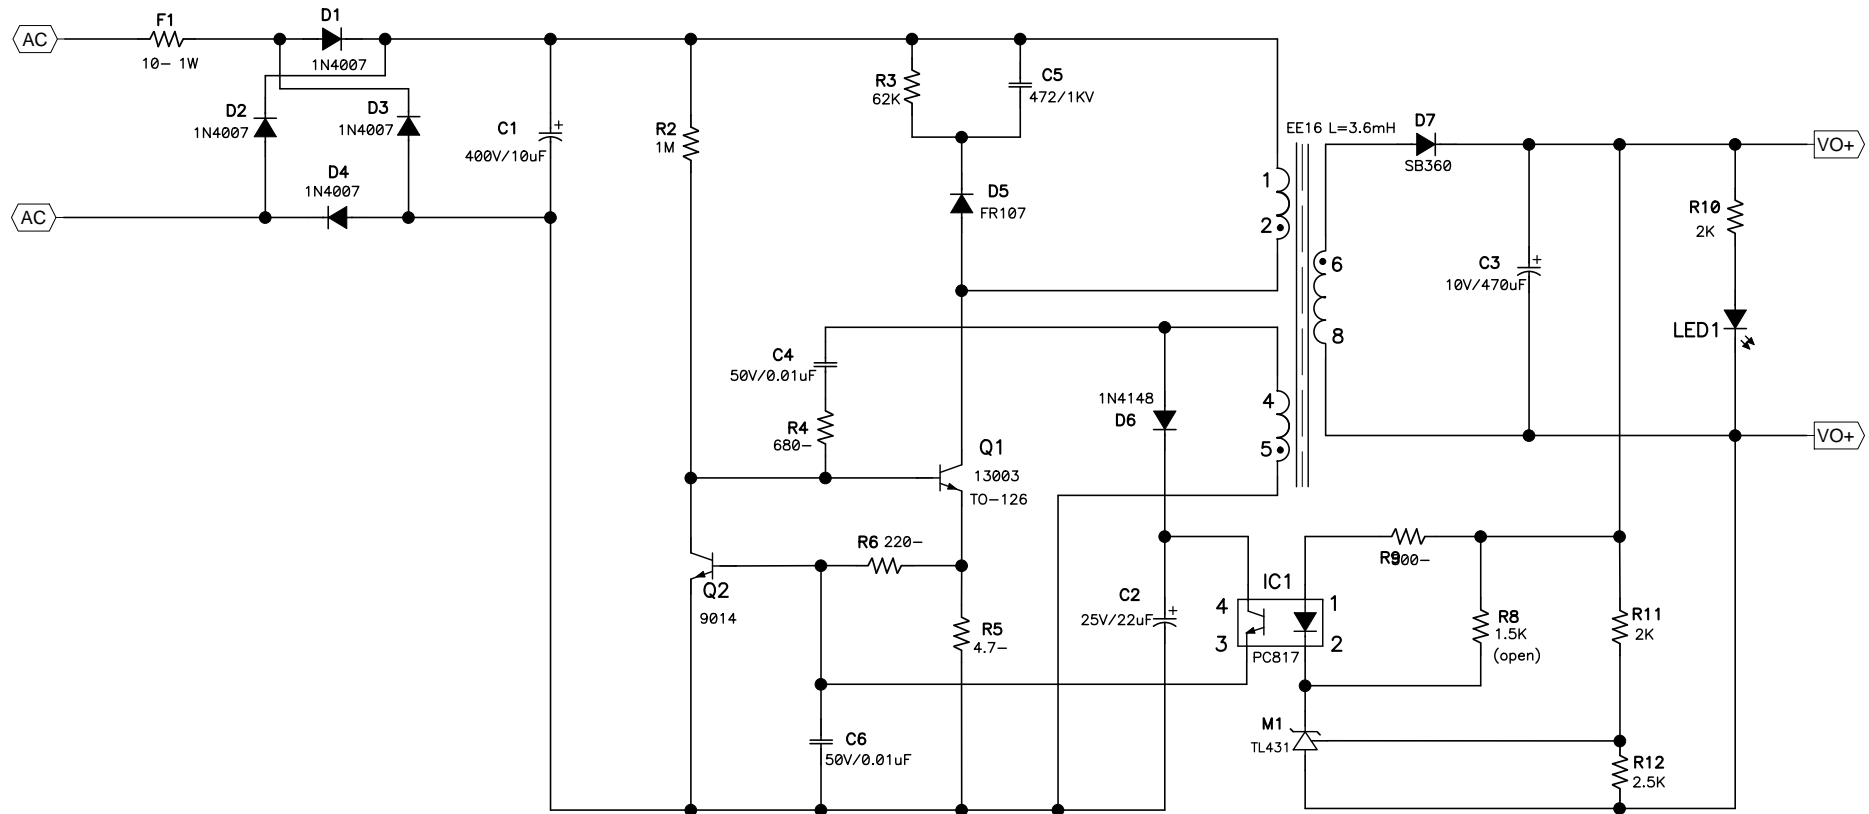 AC
F1
10- 1W
D1
1N4007
D2
1N4007
D3
1N4007
D4
1N4007
AC
C1
+
400V/10uF
R2
1M
R3
62K
C5
472/1KV
D5
FR107
EE16 L=3.6mH
1
2
6
8
4
5
D7
SB360
VO+
C3
+
10V/470uF
R10
2K
LED1
VO+
C4
50V/0.01uF
R4
680-
1N4148
D6
Q1
13003
TO-126
R6 220-
Q2
9014
R5
4.7-
C2
+
25V/22uF
IC1
4
3
1
2
PC817
R9
R8
1.5K
(open)
R11
2K
M1
TL431
R12
2.5K
C6
50V/0.01uF